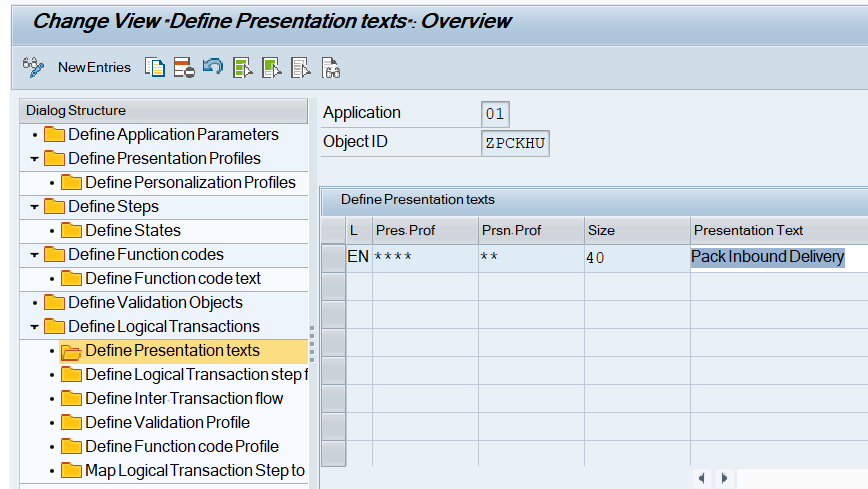 Change View "Define Presentation texts": Overview
New Entries
Dialog Structure
Define Application Parameters
Define Presentation Profiles
Define Personalization Profiles
Define Steps
Define States
Define Function codes
Define Function code text
Define Validation Objects
Define Logical Transactions
Define Presentation texts
Define Logical Transaction step f
Define Inter-Transaction flow
Define Validation Profile
Define Function code Profile
Map Logical Transaction Step to
Application 01
Object ID ZPCKHU
Define Presentation texts
L Pres. Prof Prsn. Prof Size Presentation Text
EN **** ** 40 Pack Inbound Delivery